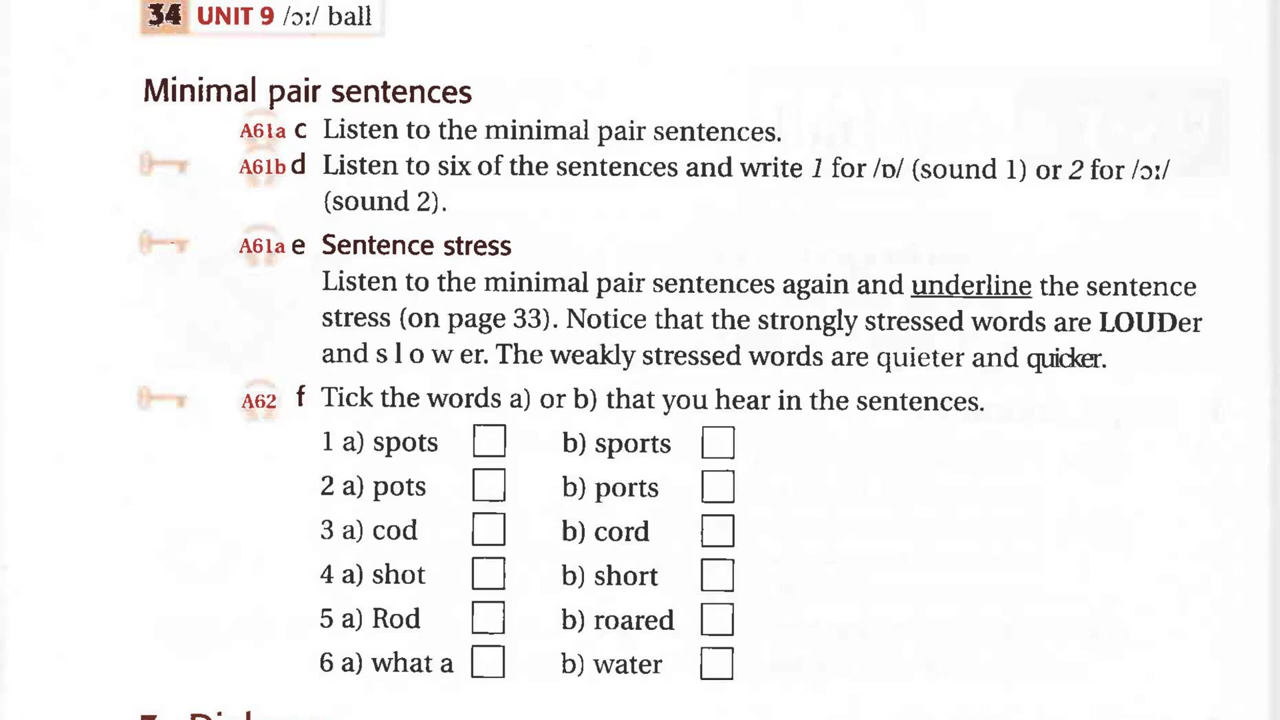 34 UNIT 9 /ɔː/ ball
Minimal pair sentences
A61a c Listen to the minimal pair sentences.
A61b d Listen to six of the sentences and write 1 for /ɒ/ (sound 1) or 2 for /ɔː/
(sound 2).
A61a e Sentence stress
Listen to the minimal pair sentences again and underline the sentence
stress (on page 33). Notice that the strongly stressed words are LOUDer
and s l o w er. The weakly stressed words are quieter and quicker.
A62 f Tick the words a) or b) that you hear in the sentences.
1 a) spots b) sports
2 a) pots b) ports
3 a) cod b) cord
4 a) shot b) short
5 a) Rod b) roared
6 a) what a b) water